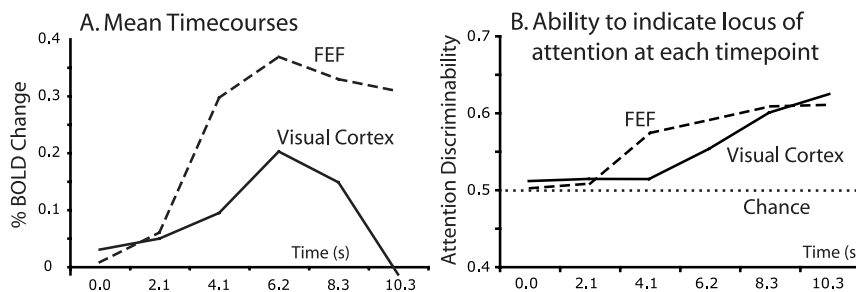 A. Mean Timecourses
0.4
0.3
0.2
0.1
0
% BOLD Change
FEF
Visual Cortex
Time (s)
0.0 2.1 4.1 6.2 8.3 10.3
B. Ability to indicate locus of
attention at each timepoint
0.6
0.5
0.4
Attention Discriminability
FEF
Visual Cortex
Chance
Time (s
0.0 2.1 4.1 6.2 8.3 10.3